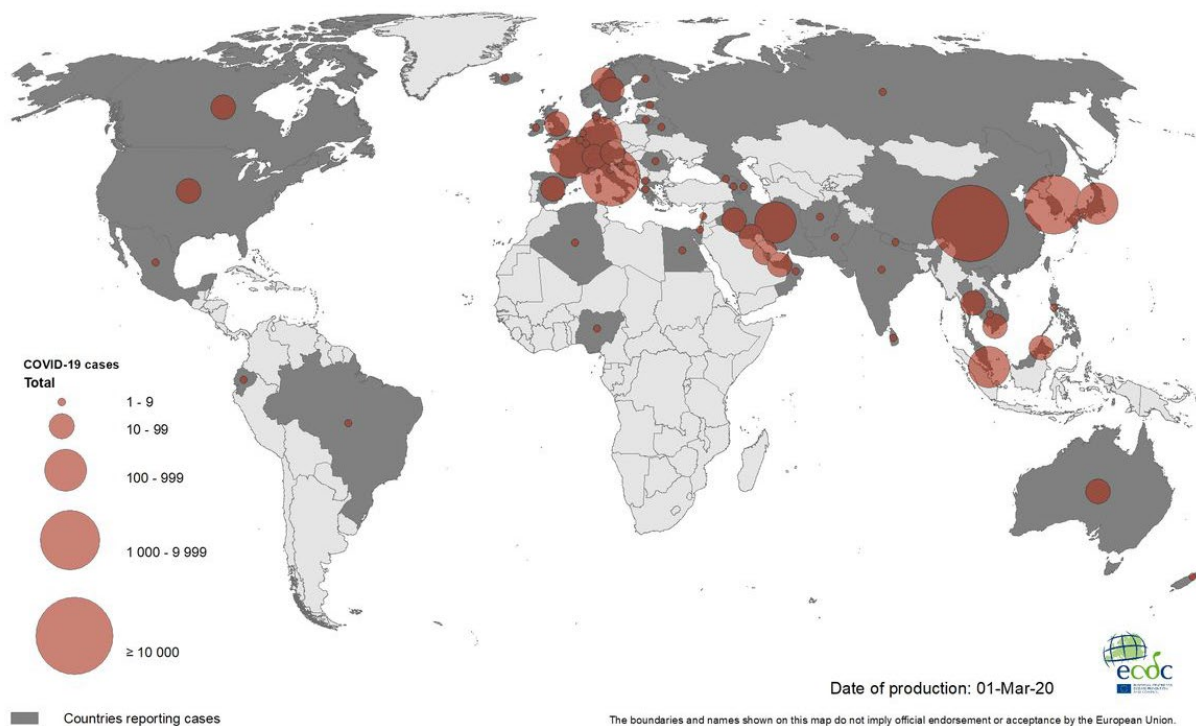 COVID-19 cases
Total
1 - 9
10 - 99
100 - 999
1 000 - 9 999
≥ 10 000
Countries reporting cases
ecdc
Date of production: 01-Mar-20
The boundaries and names shown on this map do not imply official endorsement or acceptance by the European Union.